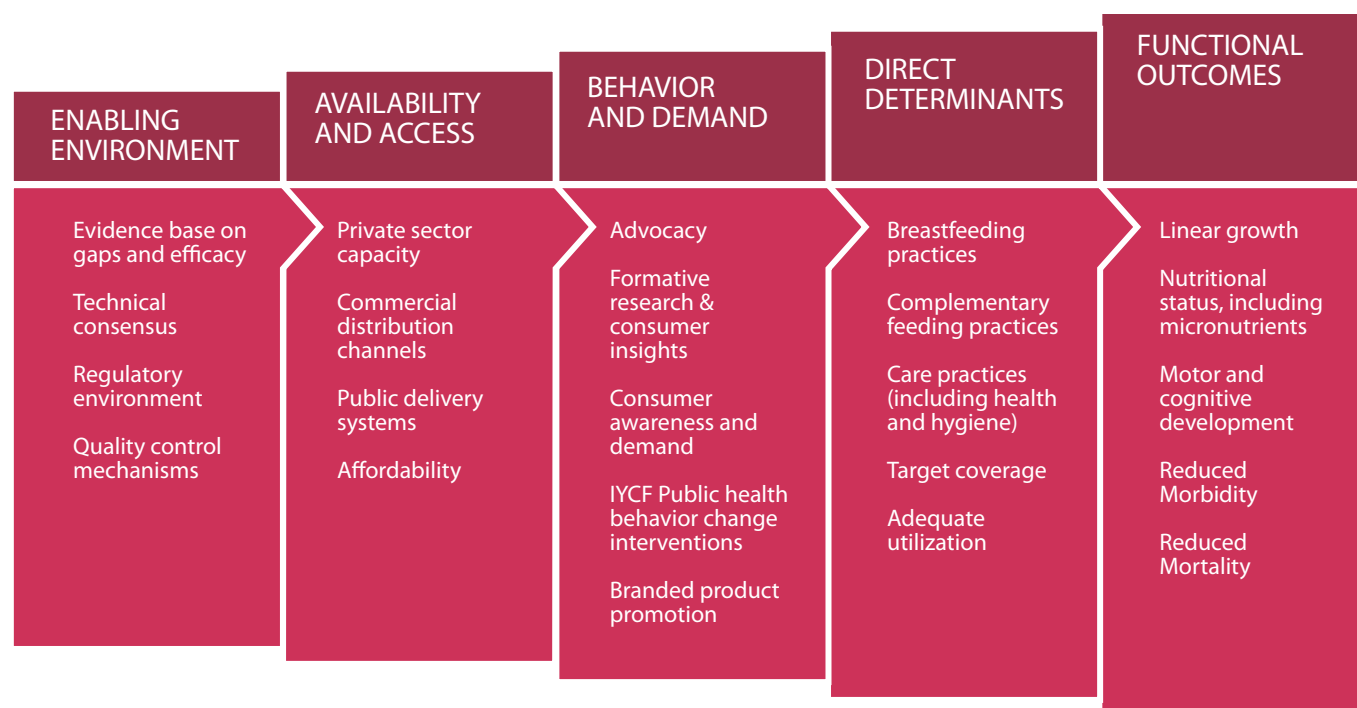 ENABLING
ENVIRONMENT
Evidence base on
gaps and efficacy
Technical
consensus
Regulatory
environment
Quality control
mechanisms
AVAILABILITY
AND ACCESS
Private sector
capacity
Commercial
distribution
channels
Public delivery
systems
Affordability
BEHAVIOR
AND DEMAND
Advocacy
Formative
research &
consumer
insights
Consumer
awareness and
demand
IYCF Public health
behavior change
interventions
Branded product
promotion
DIRECT
DETERMINANTS
Breastfeeding
practices
Complementary
feeding practices
Care practices
(including health
and hygiene)
Target coverage
Adequate
utilization
FUNCTIONAL
OUTCOMES
Linear growth
Nutritional
status, including
micronutrients
Motor and
cognitive
development
Reduced
Morbidity
Reduced
Mortality